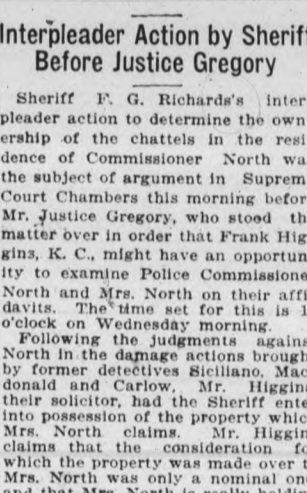 Interpleader Action by Sherif
Before Justice Gregory
Sheriff F. G. Richards's inter
pleader action to determine the own
ership of the chattels in the resi
dence of Commissioner North wa
the subject of argument in Suprem
Court Chambers this morning befor
Mr. Justice Gregory, who stood th
matter over in order that Frank Hig
gins, K. C., might have an opportun
ity to examine Police Commissione
North and Mrs. North on their affi
davits. The time set for this is 1
o'clock on Wednesday morning.
Following the judgments agains
North in the damage actions brough
by former detectives Siciliano, Mac
donald and Carlow, Mr. Higgin
their solicitor, had the Sheriff ente
into possession of the property whic
Mrs. North claims. Mr. Higgin
claims that the consideration fo
which the property was made over t
Mrs. North was only a nominal on
and that Mrs. North is really holdin